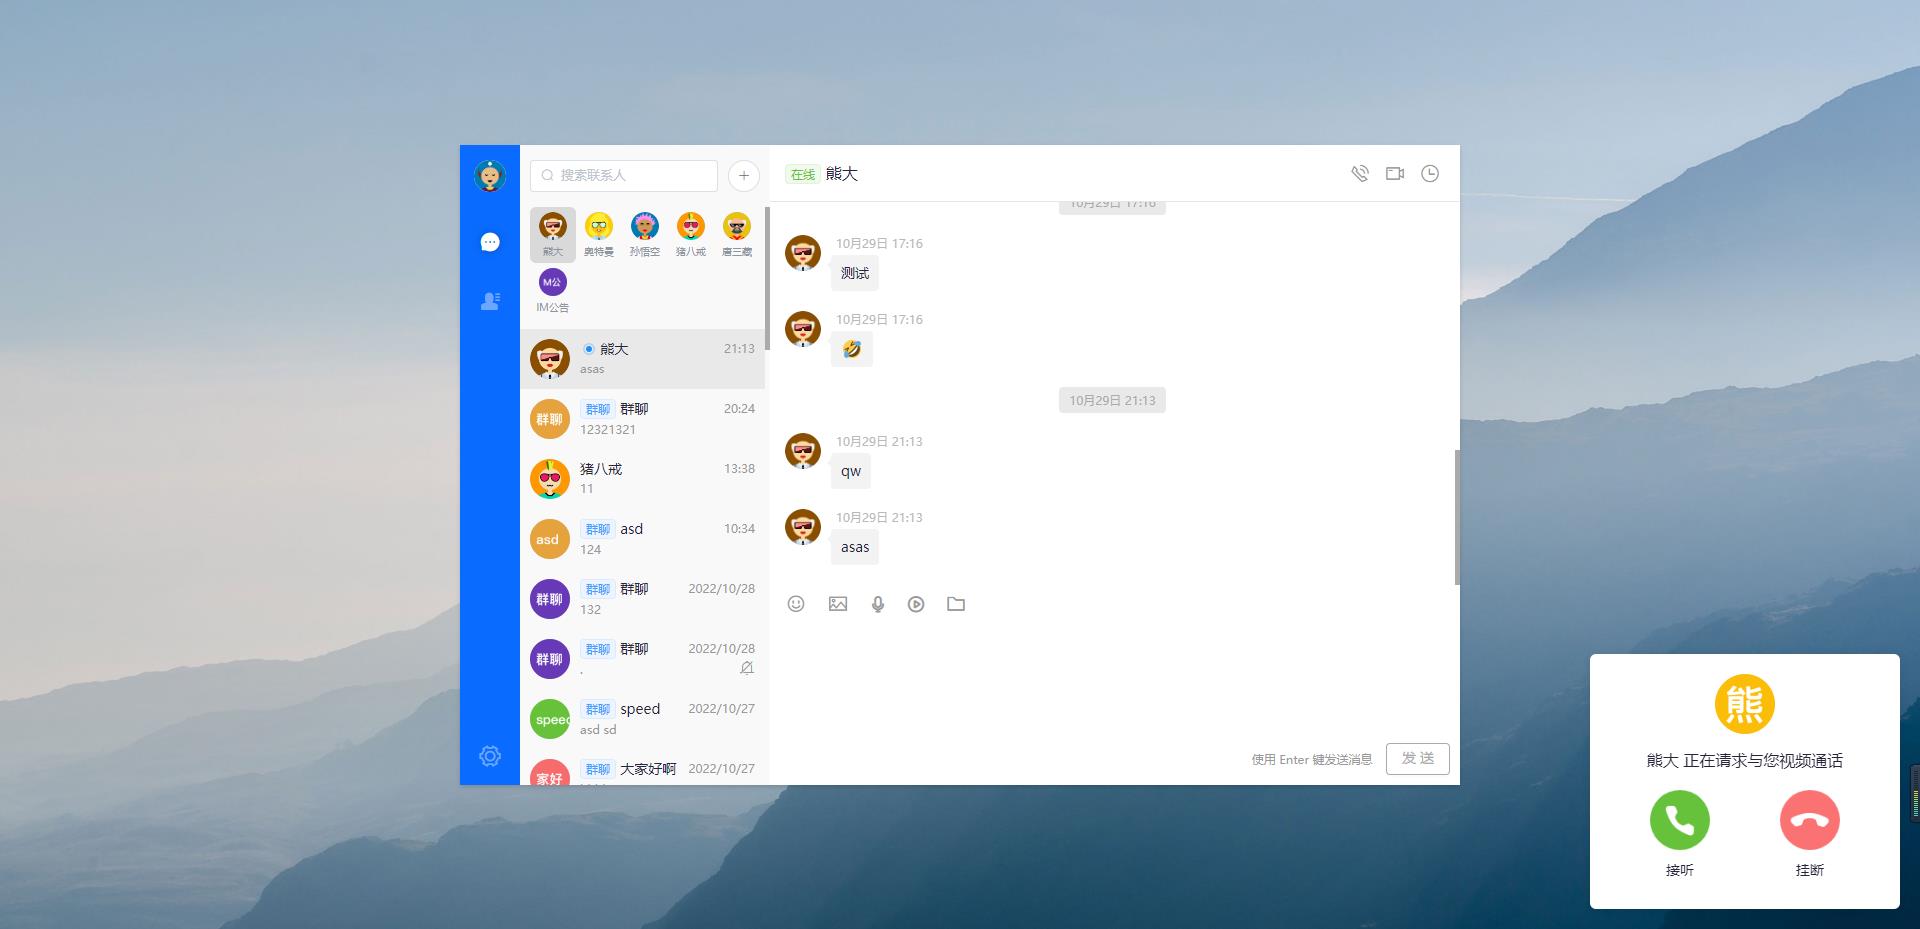 搜索联系人
熊大
奥特曼
孙悟空
猪八戒
唐三藏
M公
IM公告
熊大
21:13
asas
群聊
群聊 群聊
20:24
12321321
猪八戒
13:38
11
asd
群聊 asd
10:34
124
群聊
群聊 群聊
2022/10/28
132
群聊
群聊 群聊
2022/10/28
.
speed
群聊 speed
2022/10/27
asd sd
家好
群聊 大家好啊
2022/10/27
在线 熊大
10月29日 17:16
10月29日 17:16
测试
10月29日 17:16
10月29日 21:13
10月29日 21:13
qw
10月29日 21:13
asas
使用 Enter 键发送消息
发 送
熊
熊大 正在请求与您视频通话
接听
挂断